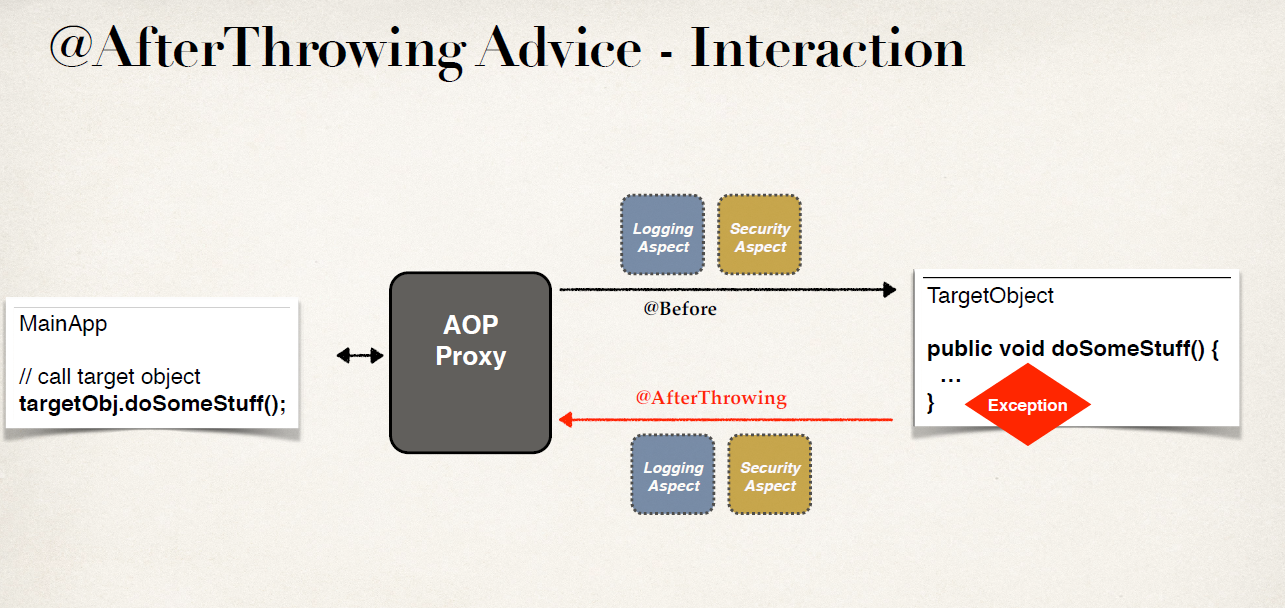 @AfterThrowing Advice - Interaction
Logging
Aspect
Security
Aspect
MainApp
// call target object
targetObj.doSomeStuff();
AOP
Proxy
@Before
@AfterThrowing
Logging
Aspect
Security
Aspect
TargetObject
public void doSomeStuff() {
...
}
Exception